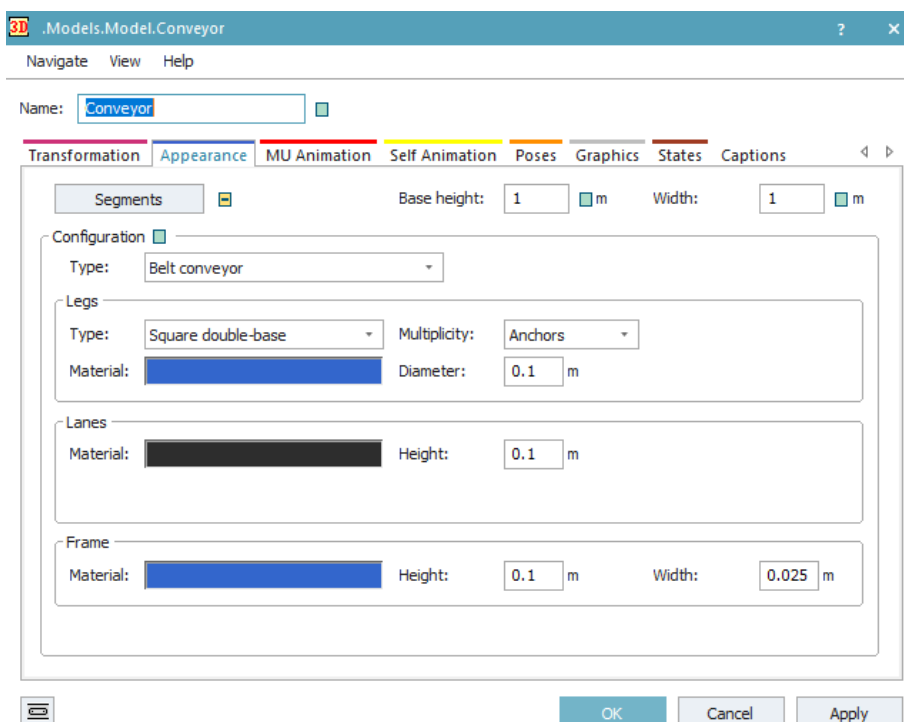 3D .Models.Model.Conveyor ? ×
Navigate View Help
Name: Conveyor
Transformation Appearance MU Animation Self Animation Poses Graphics States Captions
Segments Base height: 1 m Width: 1 m
Configuration
Type: Belt conveyor
Legs
Type: Square double-base Multiplicity: Anchors
Material: Diameter: 0.1 m
Lanes
Material: Height: 0.1 m
Frame
Material: Height: 0.1 m Width: 0.025 m
OK Cancel Apply